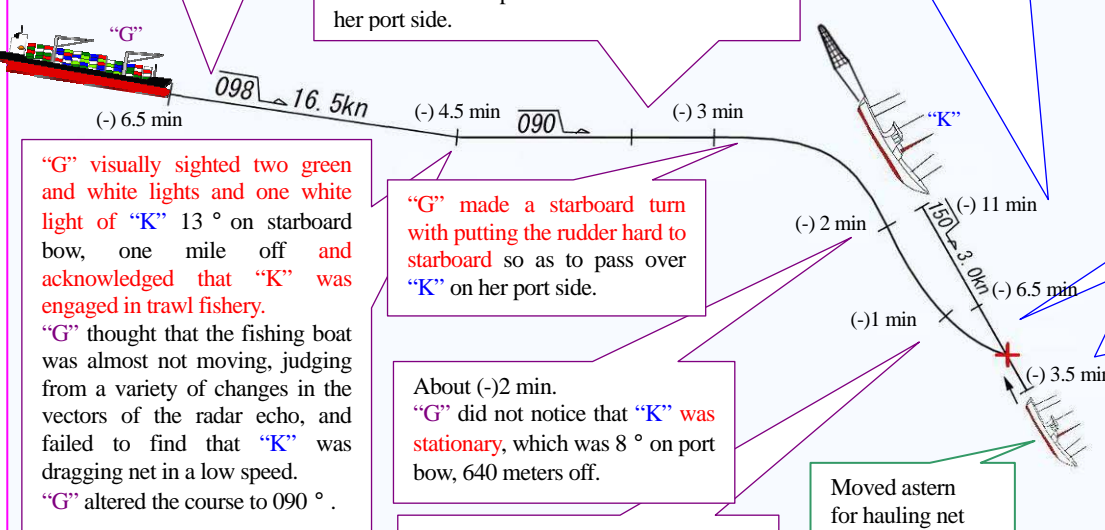 her port side.
"G"
098 16.5kn
(-) 6.5 min
(-) 4.5 min
090
(-) 3 min
"K"
"G" visually sighted two green
and white lights and one white
light of "K" 13 ° on starboard
bow, one mile off and
acknowledged that "K" was
engaged in trawl fishery.
"G" thought that the fishing boat
was almost not moving, judging
from a variety of changes in the
vectors of the radar echo, and
failed to find that "K" was
dragging net in a low speed.
"G" altered the course to 090 ° .
"G" made a starboard turn
with putting the rudder hard to
starboard so as to pass over
"K" on her port side.
(-) 2 min
(-) 11 min
150 3.0kn
(-) 6.5 min
(-)1 min
(-) 3.5 min
About (-)2 min.
"G" did not notice that "K" was
stationary, which was 8 ° on port
bow, 640 meters off.
Moved astern
for hauling net